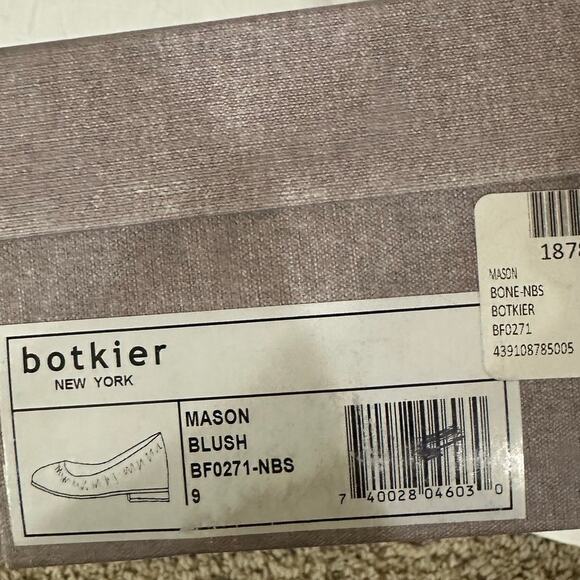 1878
MASON
BONE-NBS
BOTKIER
BF0271
439108785005
botkier
NEW YORK
MASON
BLUSH
BF0271-NBS
9
7 40028 04603 0